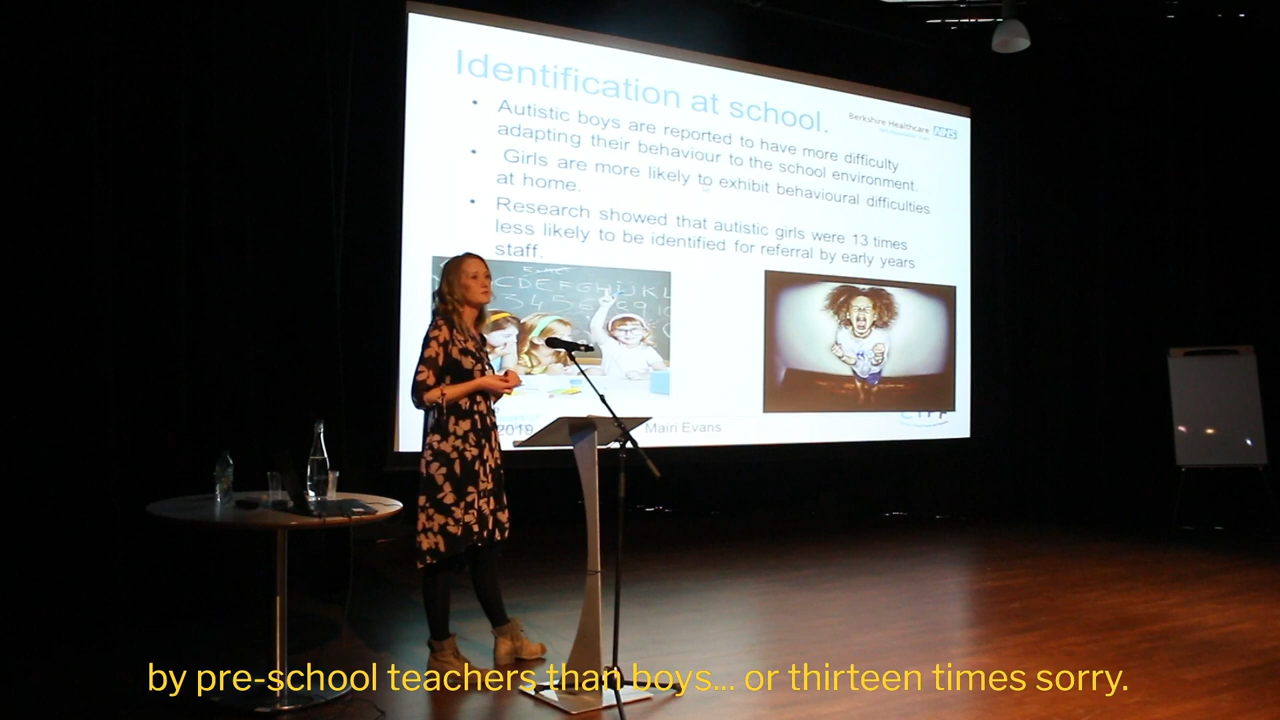 Identification at school.
Berkshire Healthcare NHS
• Autistic boys are reported to have more difficulty
adapting their behaviour to the school environment.
• Girls are more likely to exhibit behavioural difficulties
at home.
• Research showed that autistic girls were 13 times
less likely to be identified for referral by early years
staff.
CDEFGHIJKL
2019
Mairi Evans
by pre-school teachers than boys... or thirteen times sorry.